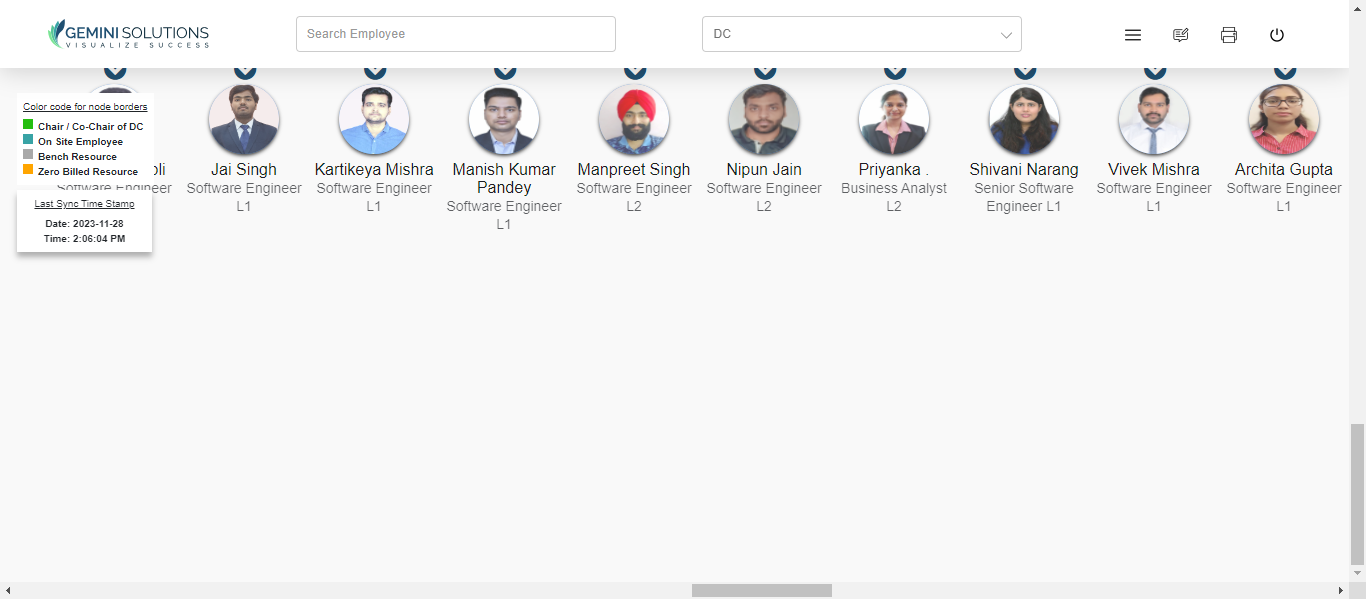 GEMINI SOLUTIONS
VISUALIZE SUCCESS
Search Employee
DC
Color code for node borders
Chair / Co-Chair of DC
On Site Employee
Bench Resource
Zero Billed Resource
Last Sync Time Stamp
Date: 2023-11-28
Time: 2:06:04 PM
Software Engineer
Jai Singh
Software Engineer
L1
Kartikeya Mishra
Software Engineer
L1
Manish Kumar
Pandey
Software Engineer
L1
Manpreet Singh
Software Engineer
L2
Nipun Jain
Software Engineer
L2
Priyanka .
Business Analyst
L2
Shivani Narang
Senior Software
Engineer L1
Vivek Mishra
Software Engineer
L1
Archita Gupta
Software Engineer
L1